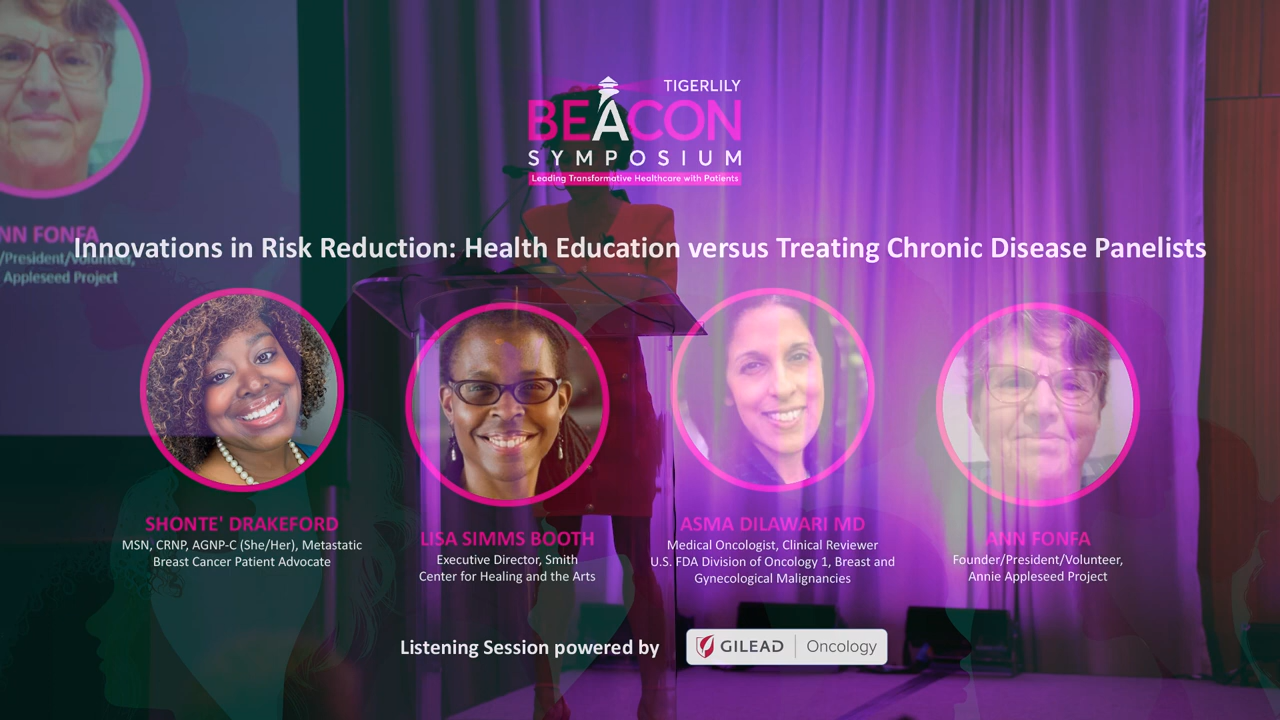 TIGERLILY
BEACON
SYMPOSIUM
Leading Transformative Healthcare with Patients
NN FONFA
/President/Volunteer,
Appleseed Project
Innovations in Risk Reduction: Health Education versus Treating Chronic Disease Panelists
SHONTE' DRAKEFORD
MSN, CRNP, AGNP-C (She/Her), Metastatic
Breast Cancer Patient Advocate
LISA SIMMS BOOTH
Executive Director, Smith
Center for Healing and the Arts
ASMA DILAWARI MD
Medical Oncologist, Clinical Reviewer
U.S. FDA Division of Oncology 1, Breast and
Gynecological Malignancies
ANN FONFA
Founder/President/Volunteer,
Annie Appleseed Project
Listening Session powered by
GILEAD | Oncology